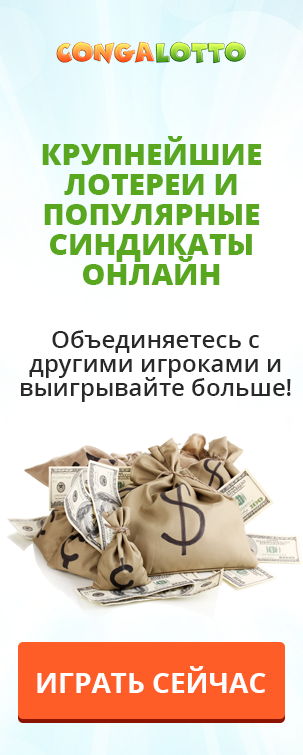 CONGALOTTO
КРУПНЕЙШИЕ
ЛОТЕРЕИ И
ПОПУЛЯРНЫЕ
СИНДИКАТЫ
ОНЛАЙН
Объединяетесь с
другими игроками и
выигрывайте больше!
$
ИГРАТЬ СЕЙЧАС